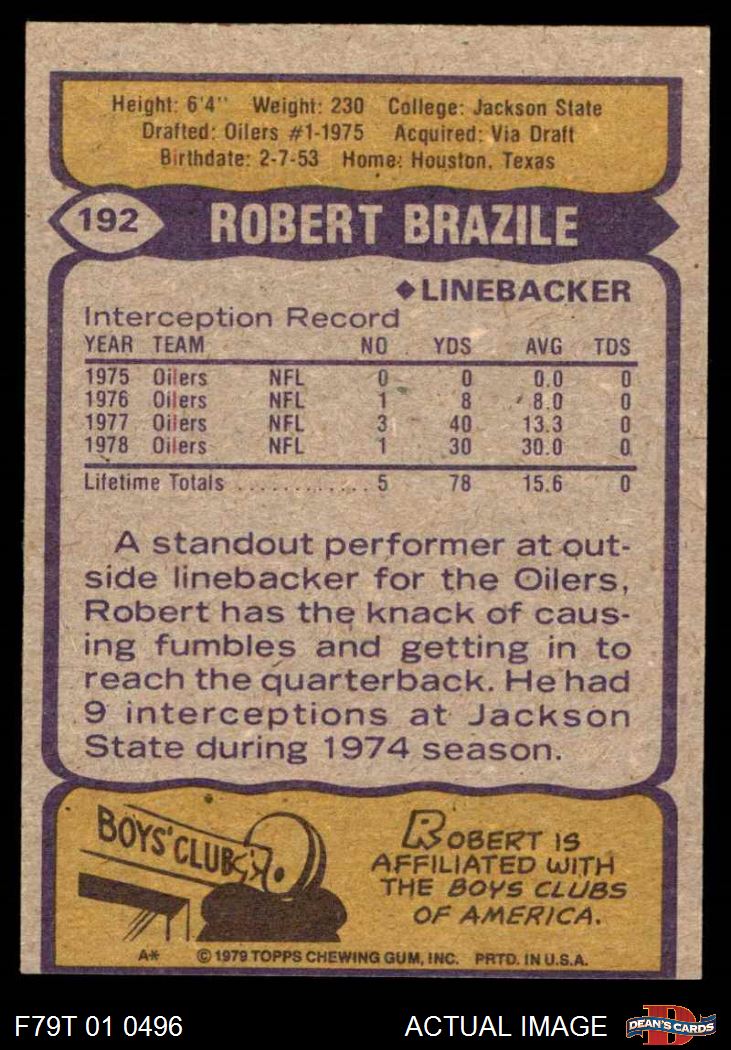 Height: 6'4" Weight: 230 College: Jackson State
Drafted: Oilers #1-1975 Acquired: Via Draft
Birthdate: 2-7-53 Home: Houston, Texas
192 ROBERT BRAZILE
◆LINEBACKER
Interception Record
YEAR TEAM NO YDS AVG TDS
1975 Oilers NFL 0 0 0.0 0
1976 Oilers NFL 1 8 8.0 0
1977 Oilers NFL 3 40 13.3 0
1978 Oilers NFL 1 30 30.0 0
Lifetime Totals ............. 5 78 15.6 0
A standout performer at out-
side linebacker for the Oilers,
Robert has the knack of caus-
ing fumbles and getting in to
reach the quarterback. He had
9 interceptions at Jackson
State during 1974 season.
BOYS' CLUB
ROBERT IS
AFFILIATED WITH
THE BOYS CLUBS
OF AMERICA.
A* © 1979 TOPPS CHEWING GUM, INC. PRTD. IN U.S.A.
F79T 01 0496 ACTUAL IMAGE DEAN'S CARDS